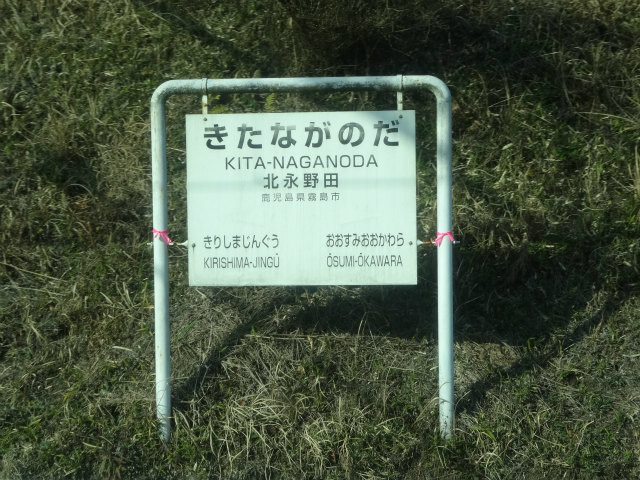 きたながのだ
KITA-NAGANODA
北永野田
鹿児島県霧島市
きりしまじんぐう おおすみおおかわら
KIRISHIMA-JINGŪ ŌSUMI-ŌKAWARA